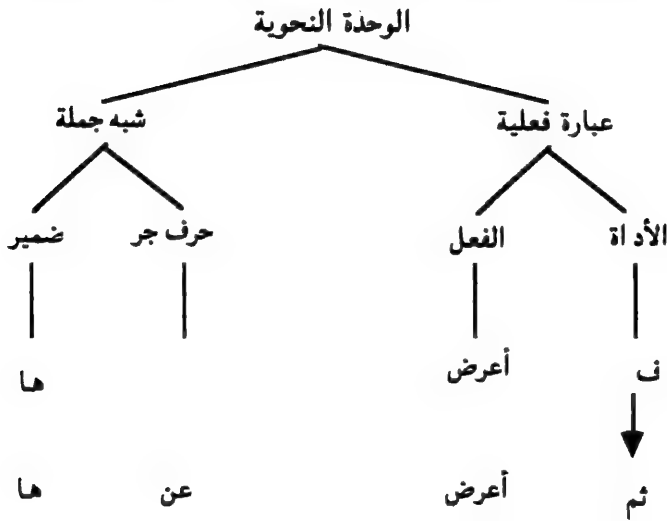 الوحدة النحوية
عبارة فعلية شبه جملة
الأداة الفعل حرف جر ضمير
ف أعرض ها
ثم أعرض عن ها